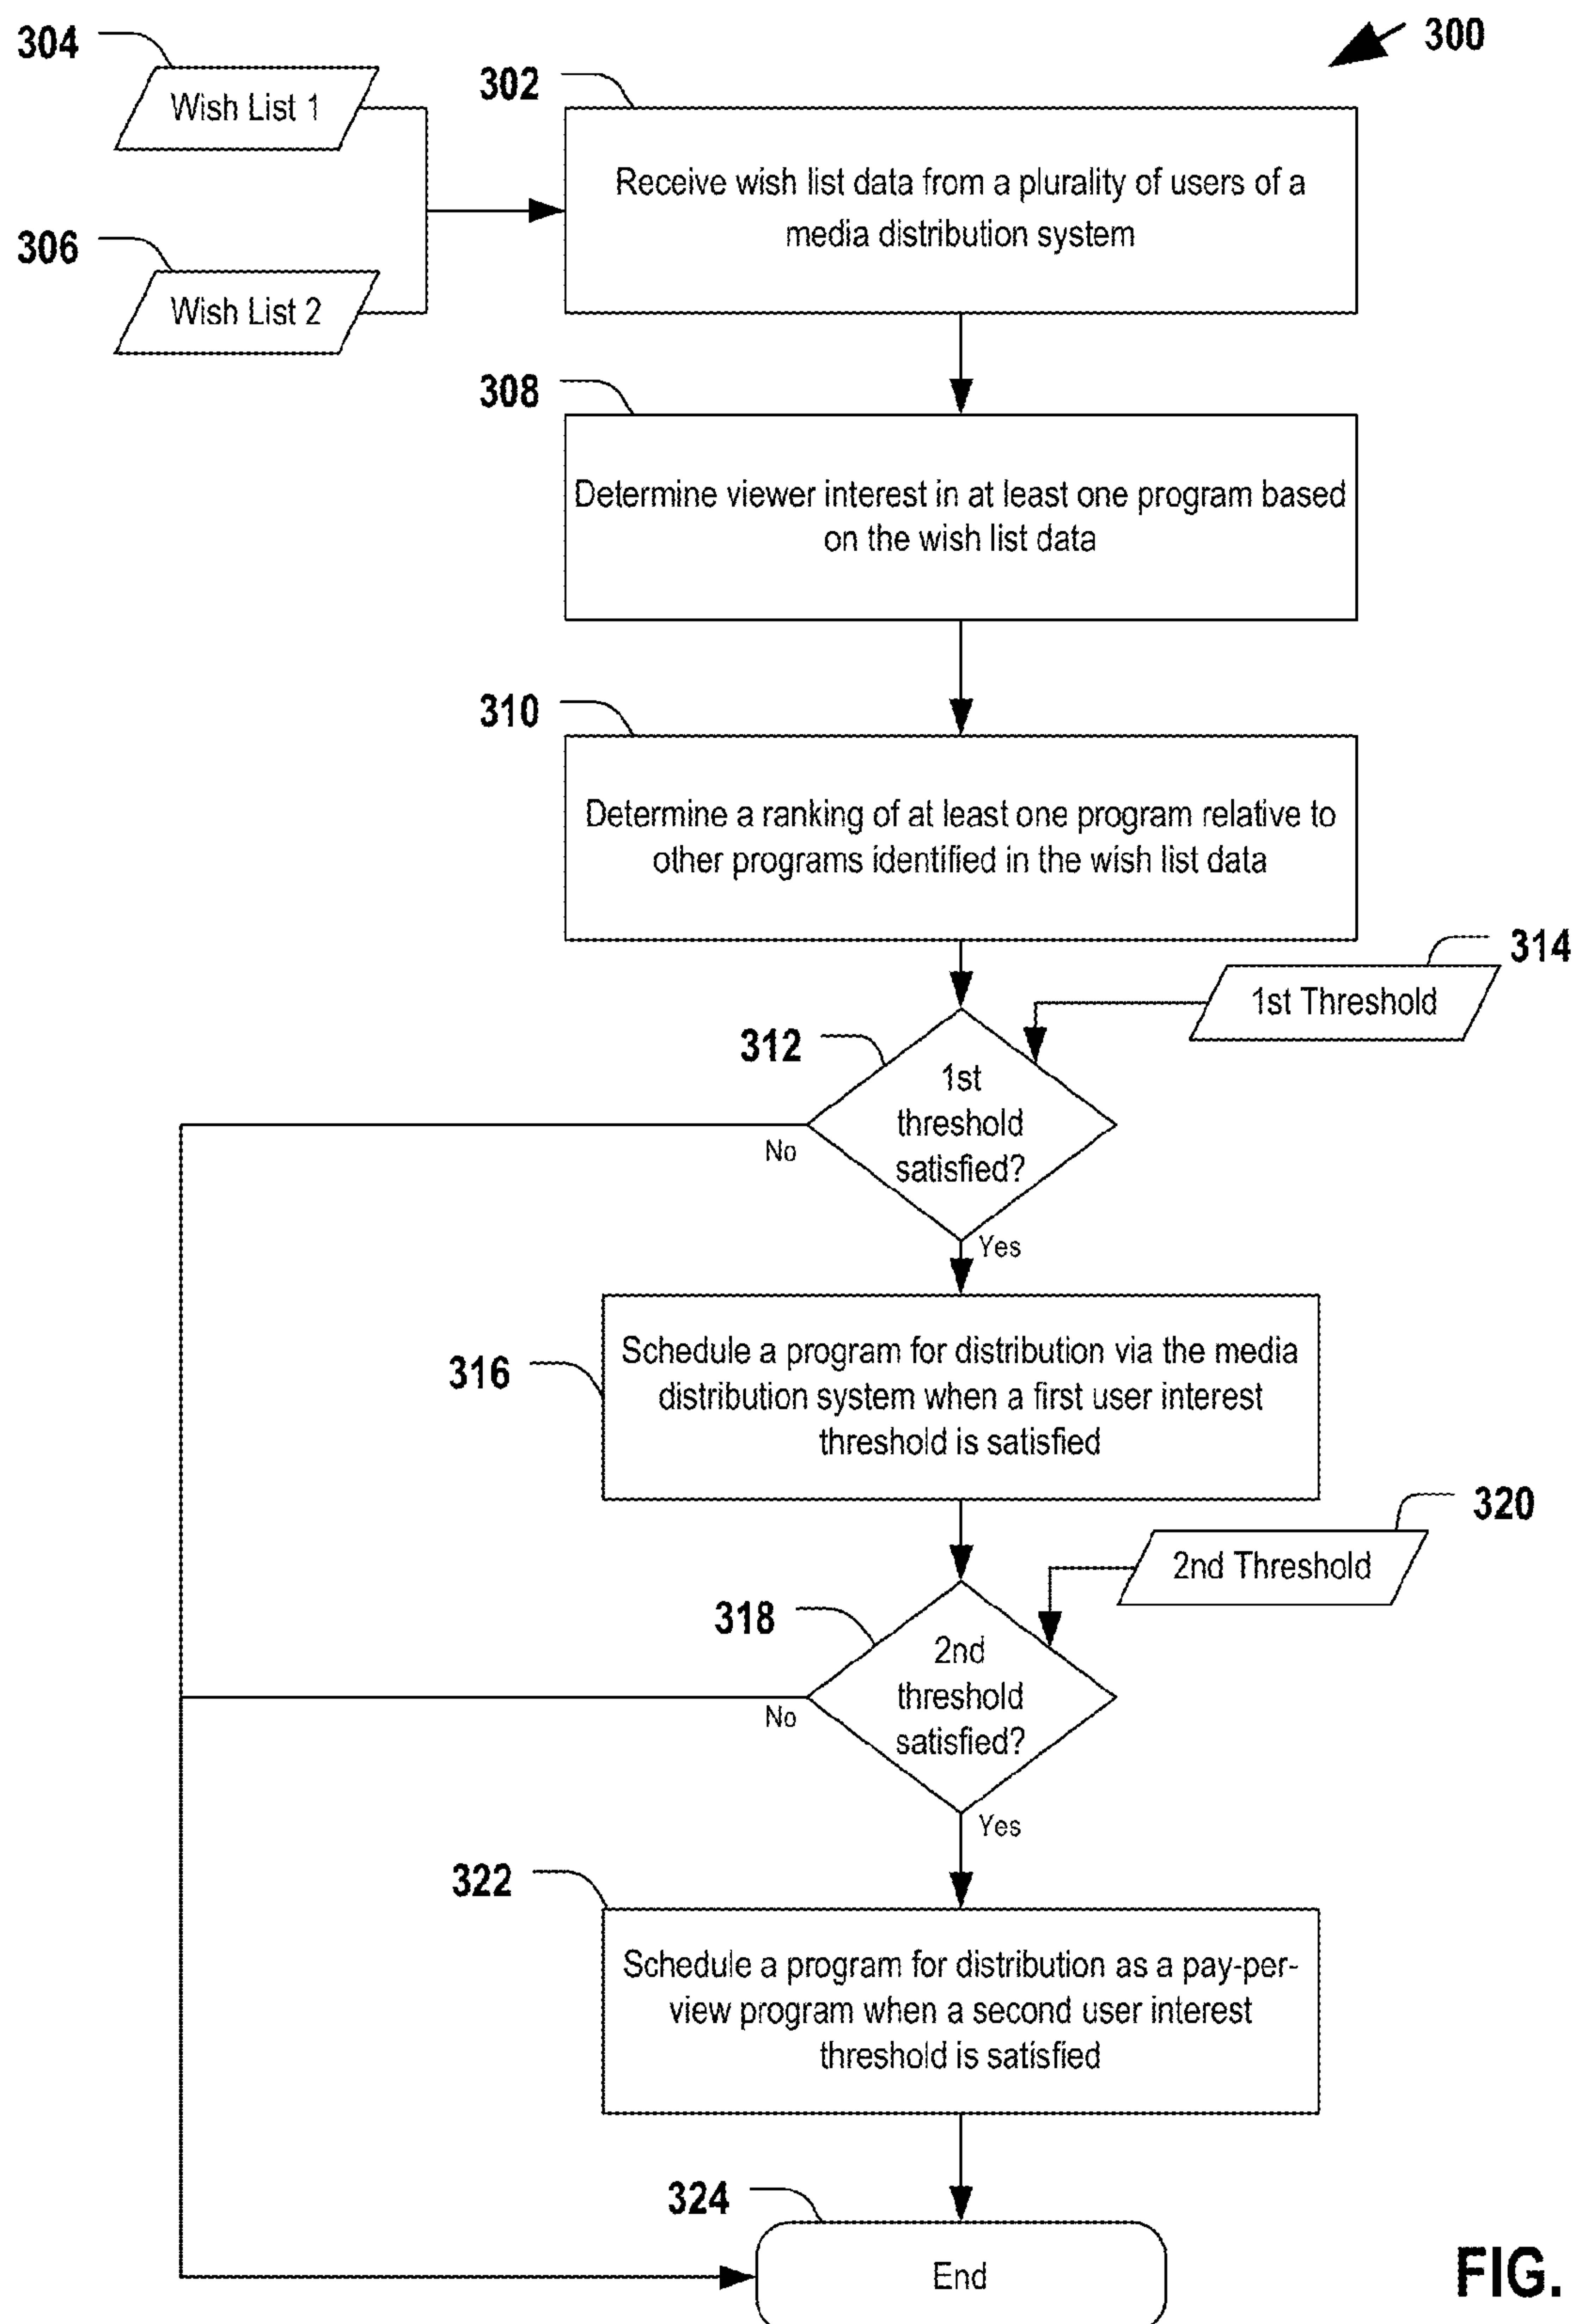 300
304
Wish List 1
302
Receive wish list data from a plurality of users of a
media distribution system
306
Wish List 2
308
Determine viewer interest in at least one program based
on the wish list data
310
Determine a ranking of at least one program relative to
other programs identified in the wish list data
314
1st Threshold
312
1st
threshold
satisfied?
No
Yes
316
Schedule a program for distribution via the media
distribution system when a first user interest
threshold is satisfied
320
2nd Threshold
318
2nd
threshold
satisfied?
No
Yes
322
Schedule a program for distribution as a pay-per-
view program when a second user interest
threshold is satisfied
324
End
FIG.